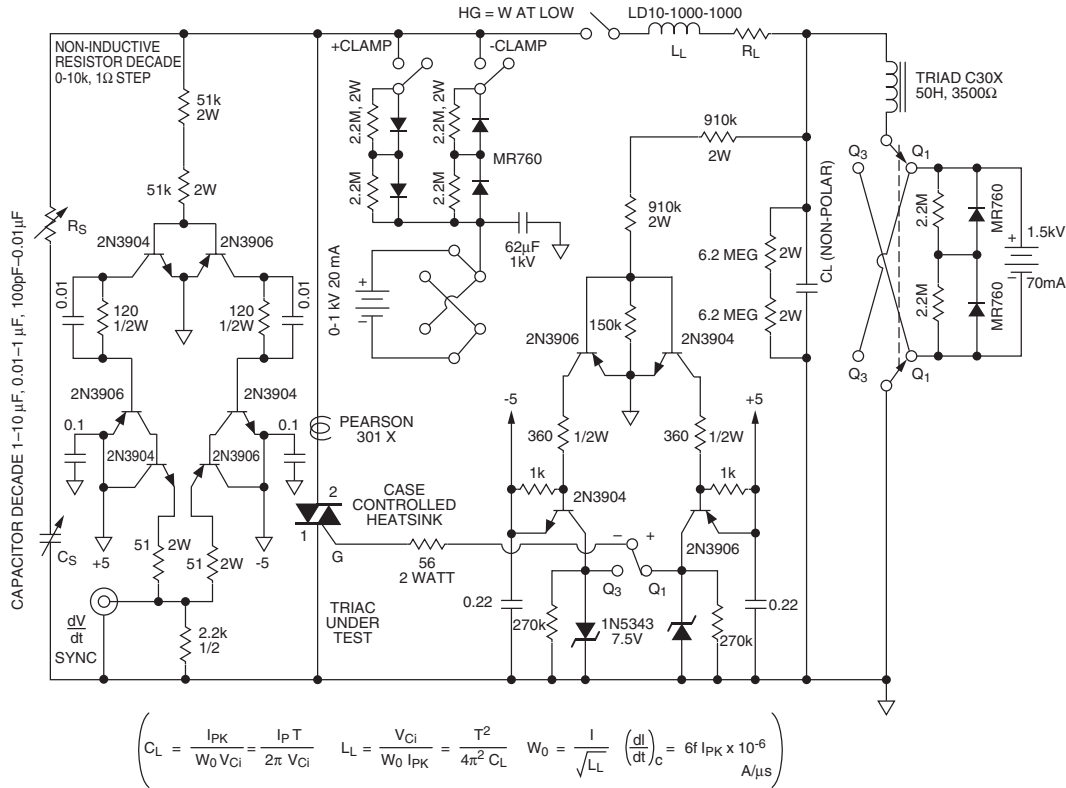 HG = W AT LOW
LD10-1000-1000
L_L
R_L
NON-INDUCTIVE
RESISTOR DECADE
0-10k, 1Ω STEP
+CLAMP
-CLAMP
TRIAD C30X
50H, 3500Ω
51k
2W
2.2M, 2W
2.2M, 2W
MR760
2.2M
2.2M
910k
2W
51k
2W
910k
2W
Q3
Q1
2.2M
MR760
1.5kV
+
−
70mA
2.2M
MR760
Q3
Q1
R_S
2N3904
2N3906
62μF
1kV
0-1 kV 20 mA
+
−
C_L (NON-POLAR)
6.2 MEG
2W
6.2 MEG
2W
0.01
120
1/2W
120
1/2W
0.01
150k
2N3906
2N3904
CAPACITOR DECADE 1–10 μF, 0.01–1 μF, 100pF–0.01μF
2N3906
2N3904
0.1
0.1
2N3904
2N3906
PEARSON
301 X
-5
+5
360
1/2W
360
1/2W
1k
1k
2N3904
2N3906
C_S
+5
-5
51
2W
51
2W
2
1
G
CASE
CONTROLLED
HEATSINK
56
2 WATT
−
+
Q3
Q1
0.22
0.22
270k
1N5343
7.5V
270k
TRIAC
UNDER
TEST
dV
dt
SYNC
2.2k
1/2
C_L = I_PK / W_0 V_Ci = I_P T / 2π V_Ci L_L = V_Ci / W_0 I_PK = T² / 4π² C_L W_0 = I / √L_L (dI/dt)_c = 6f I_PK x 10⁻⁶
A/μs